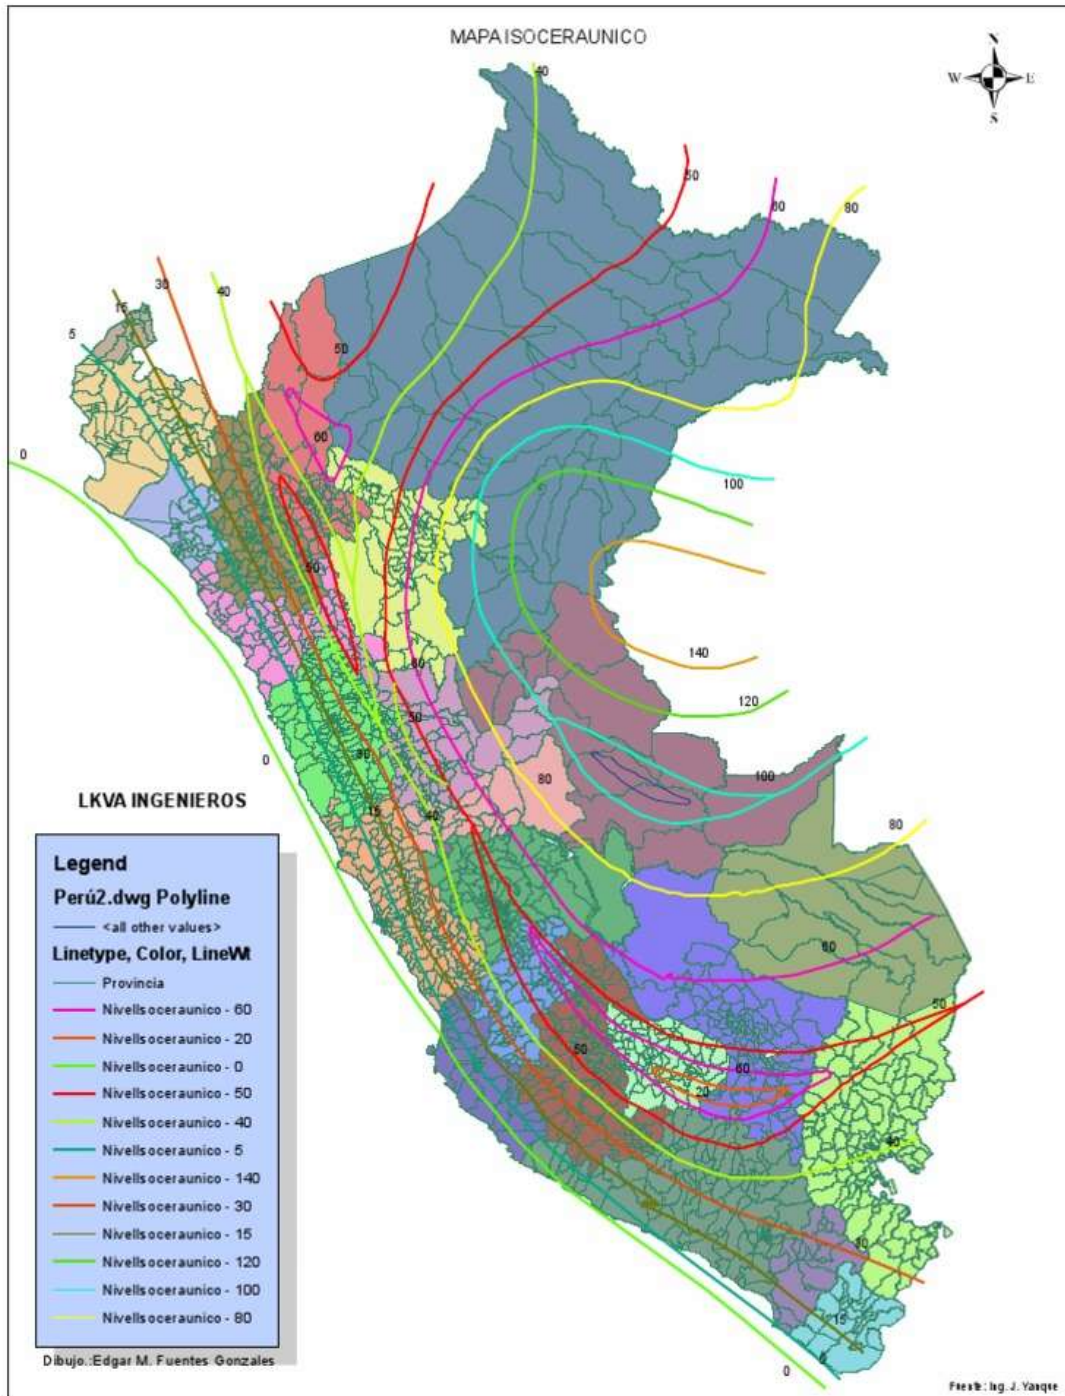 MAPA ISOCERAUNICO
N
W E
S
40
50
60
80
30
15
40
5
50
60
0
100
50
140
60
120
50
0
30
80
100
15
40
80
60
50
50
60
20
40
30
15
5
0
LKVA INGENIEROS
Legend
Perú2.dwg Polyline
<all other values>
Linetype, Color, LineWt
Provincia
NivelIsoceraunico - 60
NivelIsoceraunico - 20
NivelIsoceraunico - 0
NivelIsoceraunico - 50
NivelIsoceraunico - 40
NivelIsoceraunico - 5
NivelIsoceraunico - 140
NivelIsoceraunico - 30
NivelIsoceraunico - 15
NivelIsoceraunico - 120
NivelIsoceraunico - 100
NivelIsoceraunico - 80
Dibujo.:Edgar M. Fuentes Gonzales
Fuente: Ing. J. Yanque